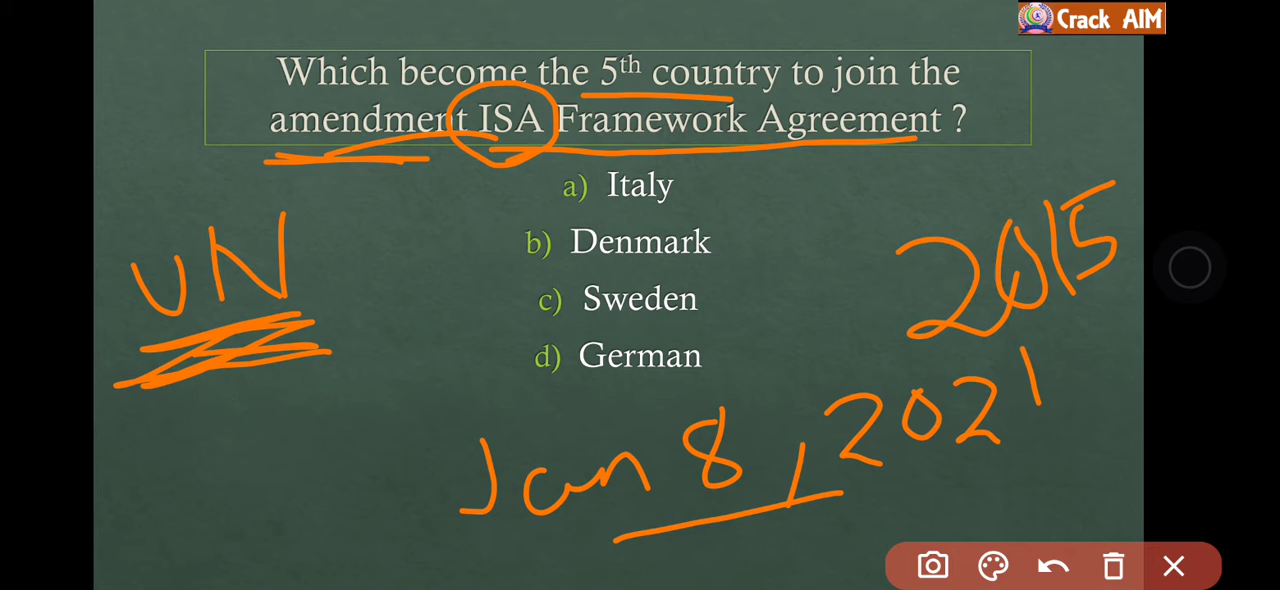 Crack AIM
Which become the 5th country to join the
amendment ISA Framework Agreement ?
a) Italy
b) Denmark
c) Sweden
d) German
UN
2015
Jan 8, 2021